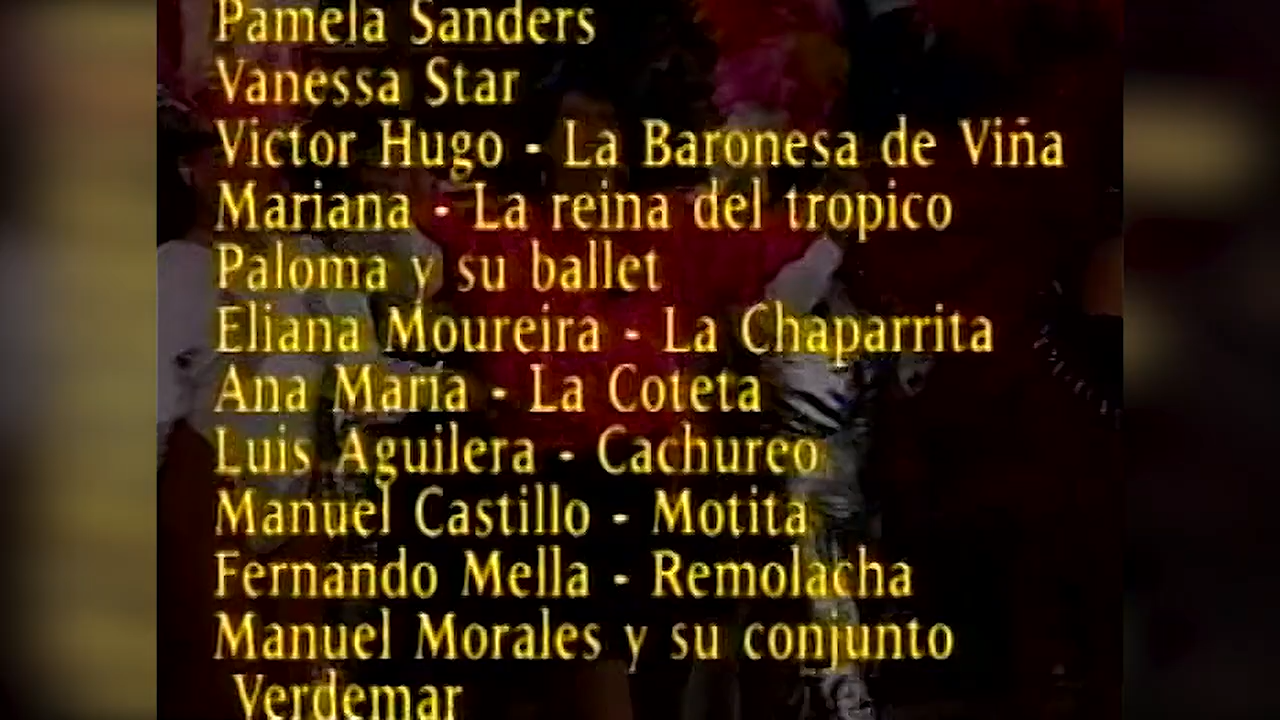 Pamela Sanders
Vanessa Star
Victor Hugo - La Baronesa de Viña
Mariana - La reina del tropico
Paloma y su ballet
Eliana Moureira - La Chaparrita
Ana Maria - La Coteta
Luis Aguilera - Cachureo
Manuel Castillo - Motita
Fernando Mella - Remolacha
Manuel Morales y su conjunto
Verdemar